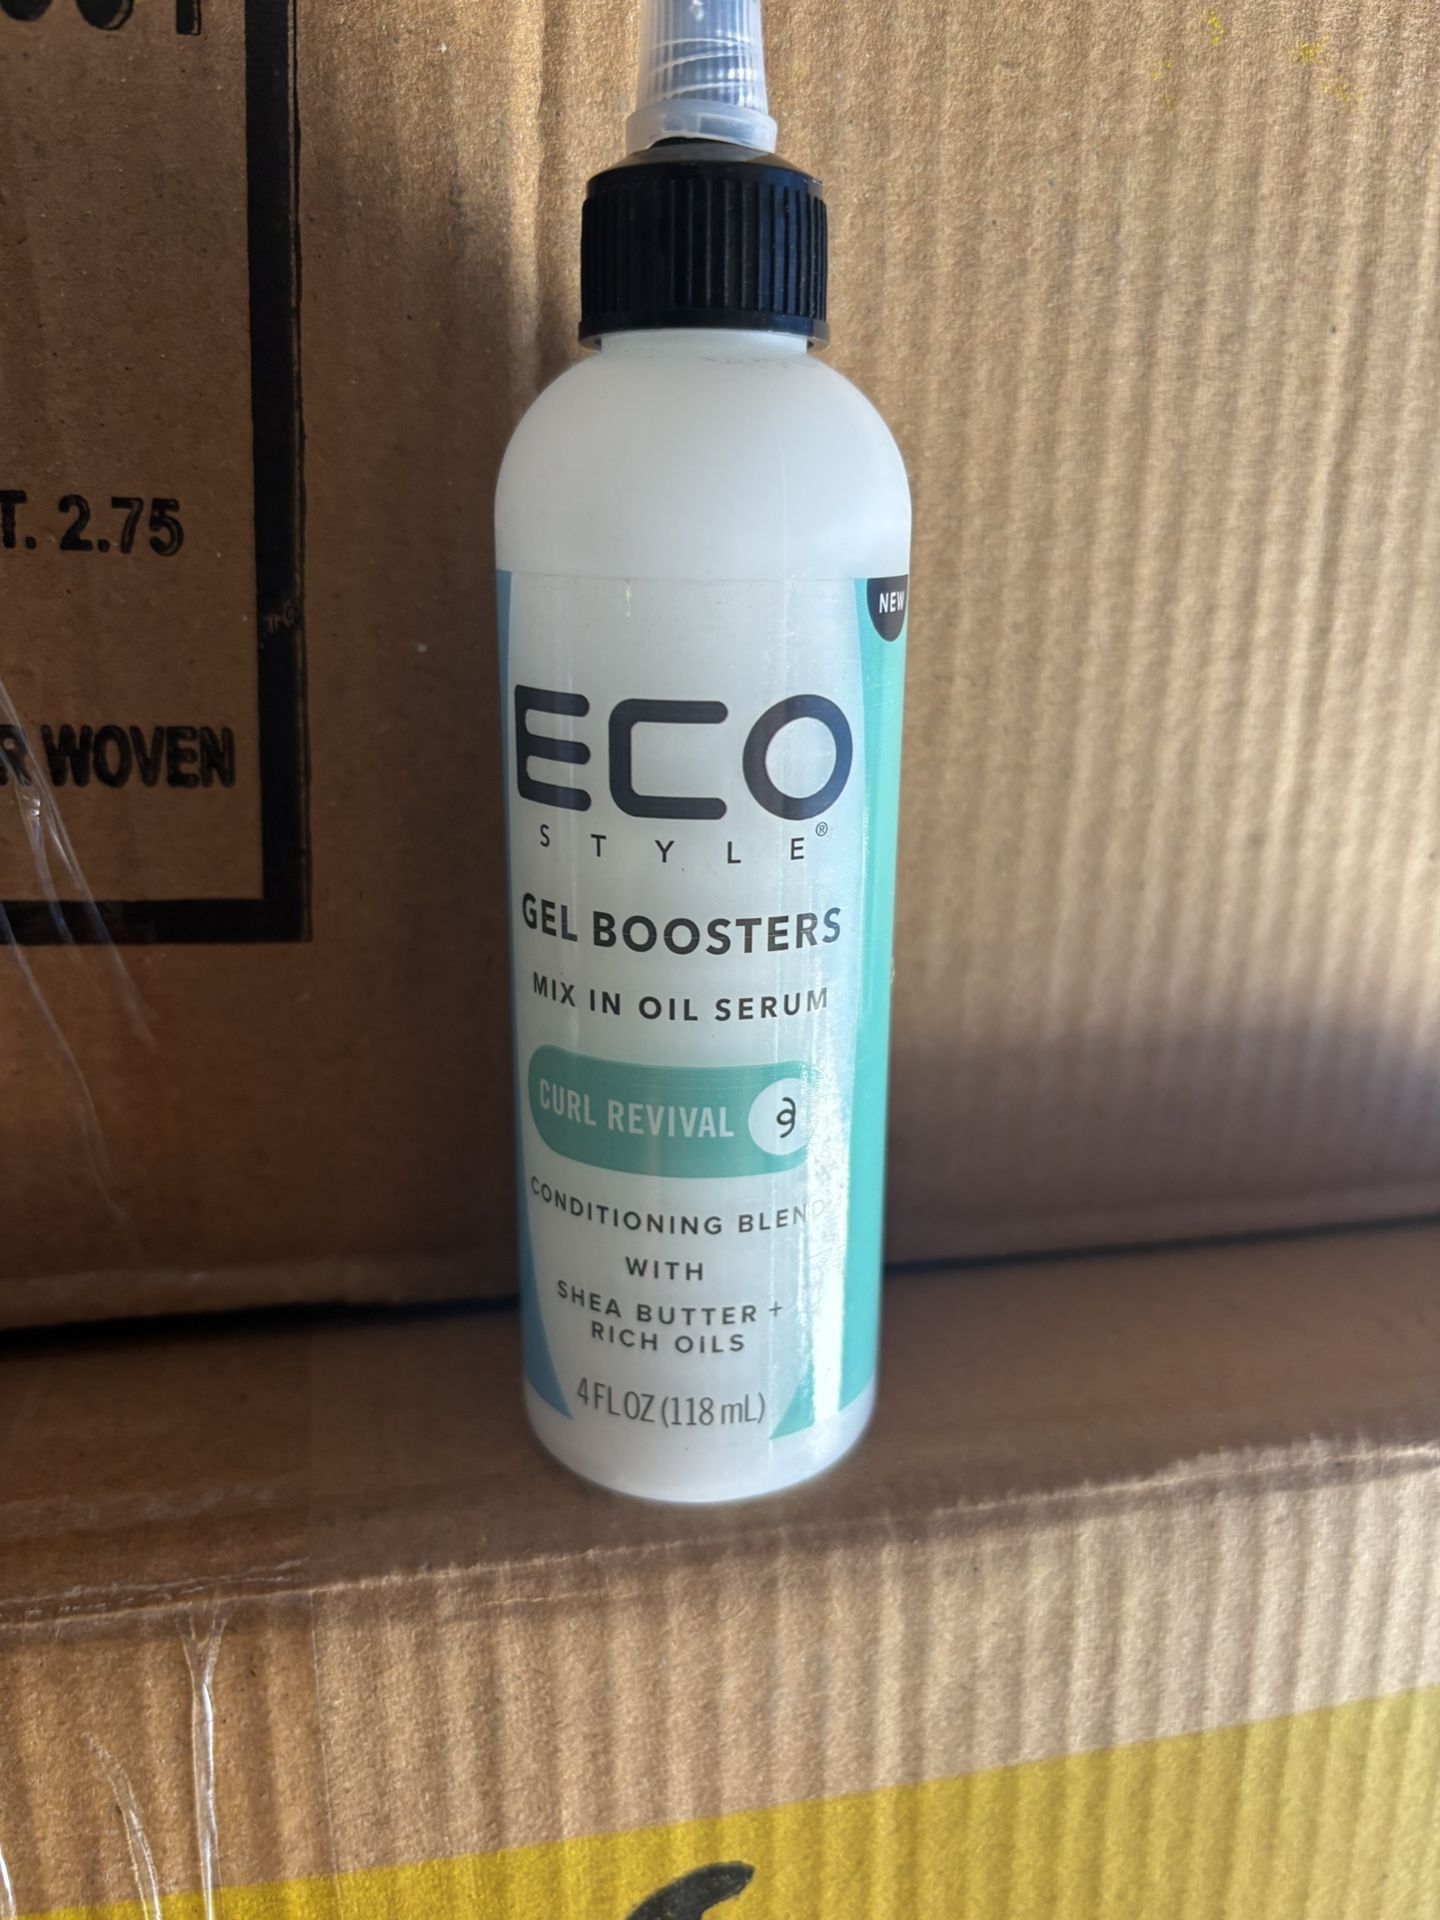 T. 2.75
WOVEN
NEW
ECO
STYLE®
GEL BOOSTERS
MIX IN OIL SERUM
CURL REVIVAL
CONDITIONING BLEND
WITH
SHEA BUTTER +
RICH OILS
4 FL OZ (118 mL)